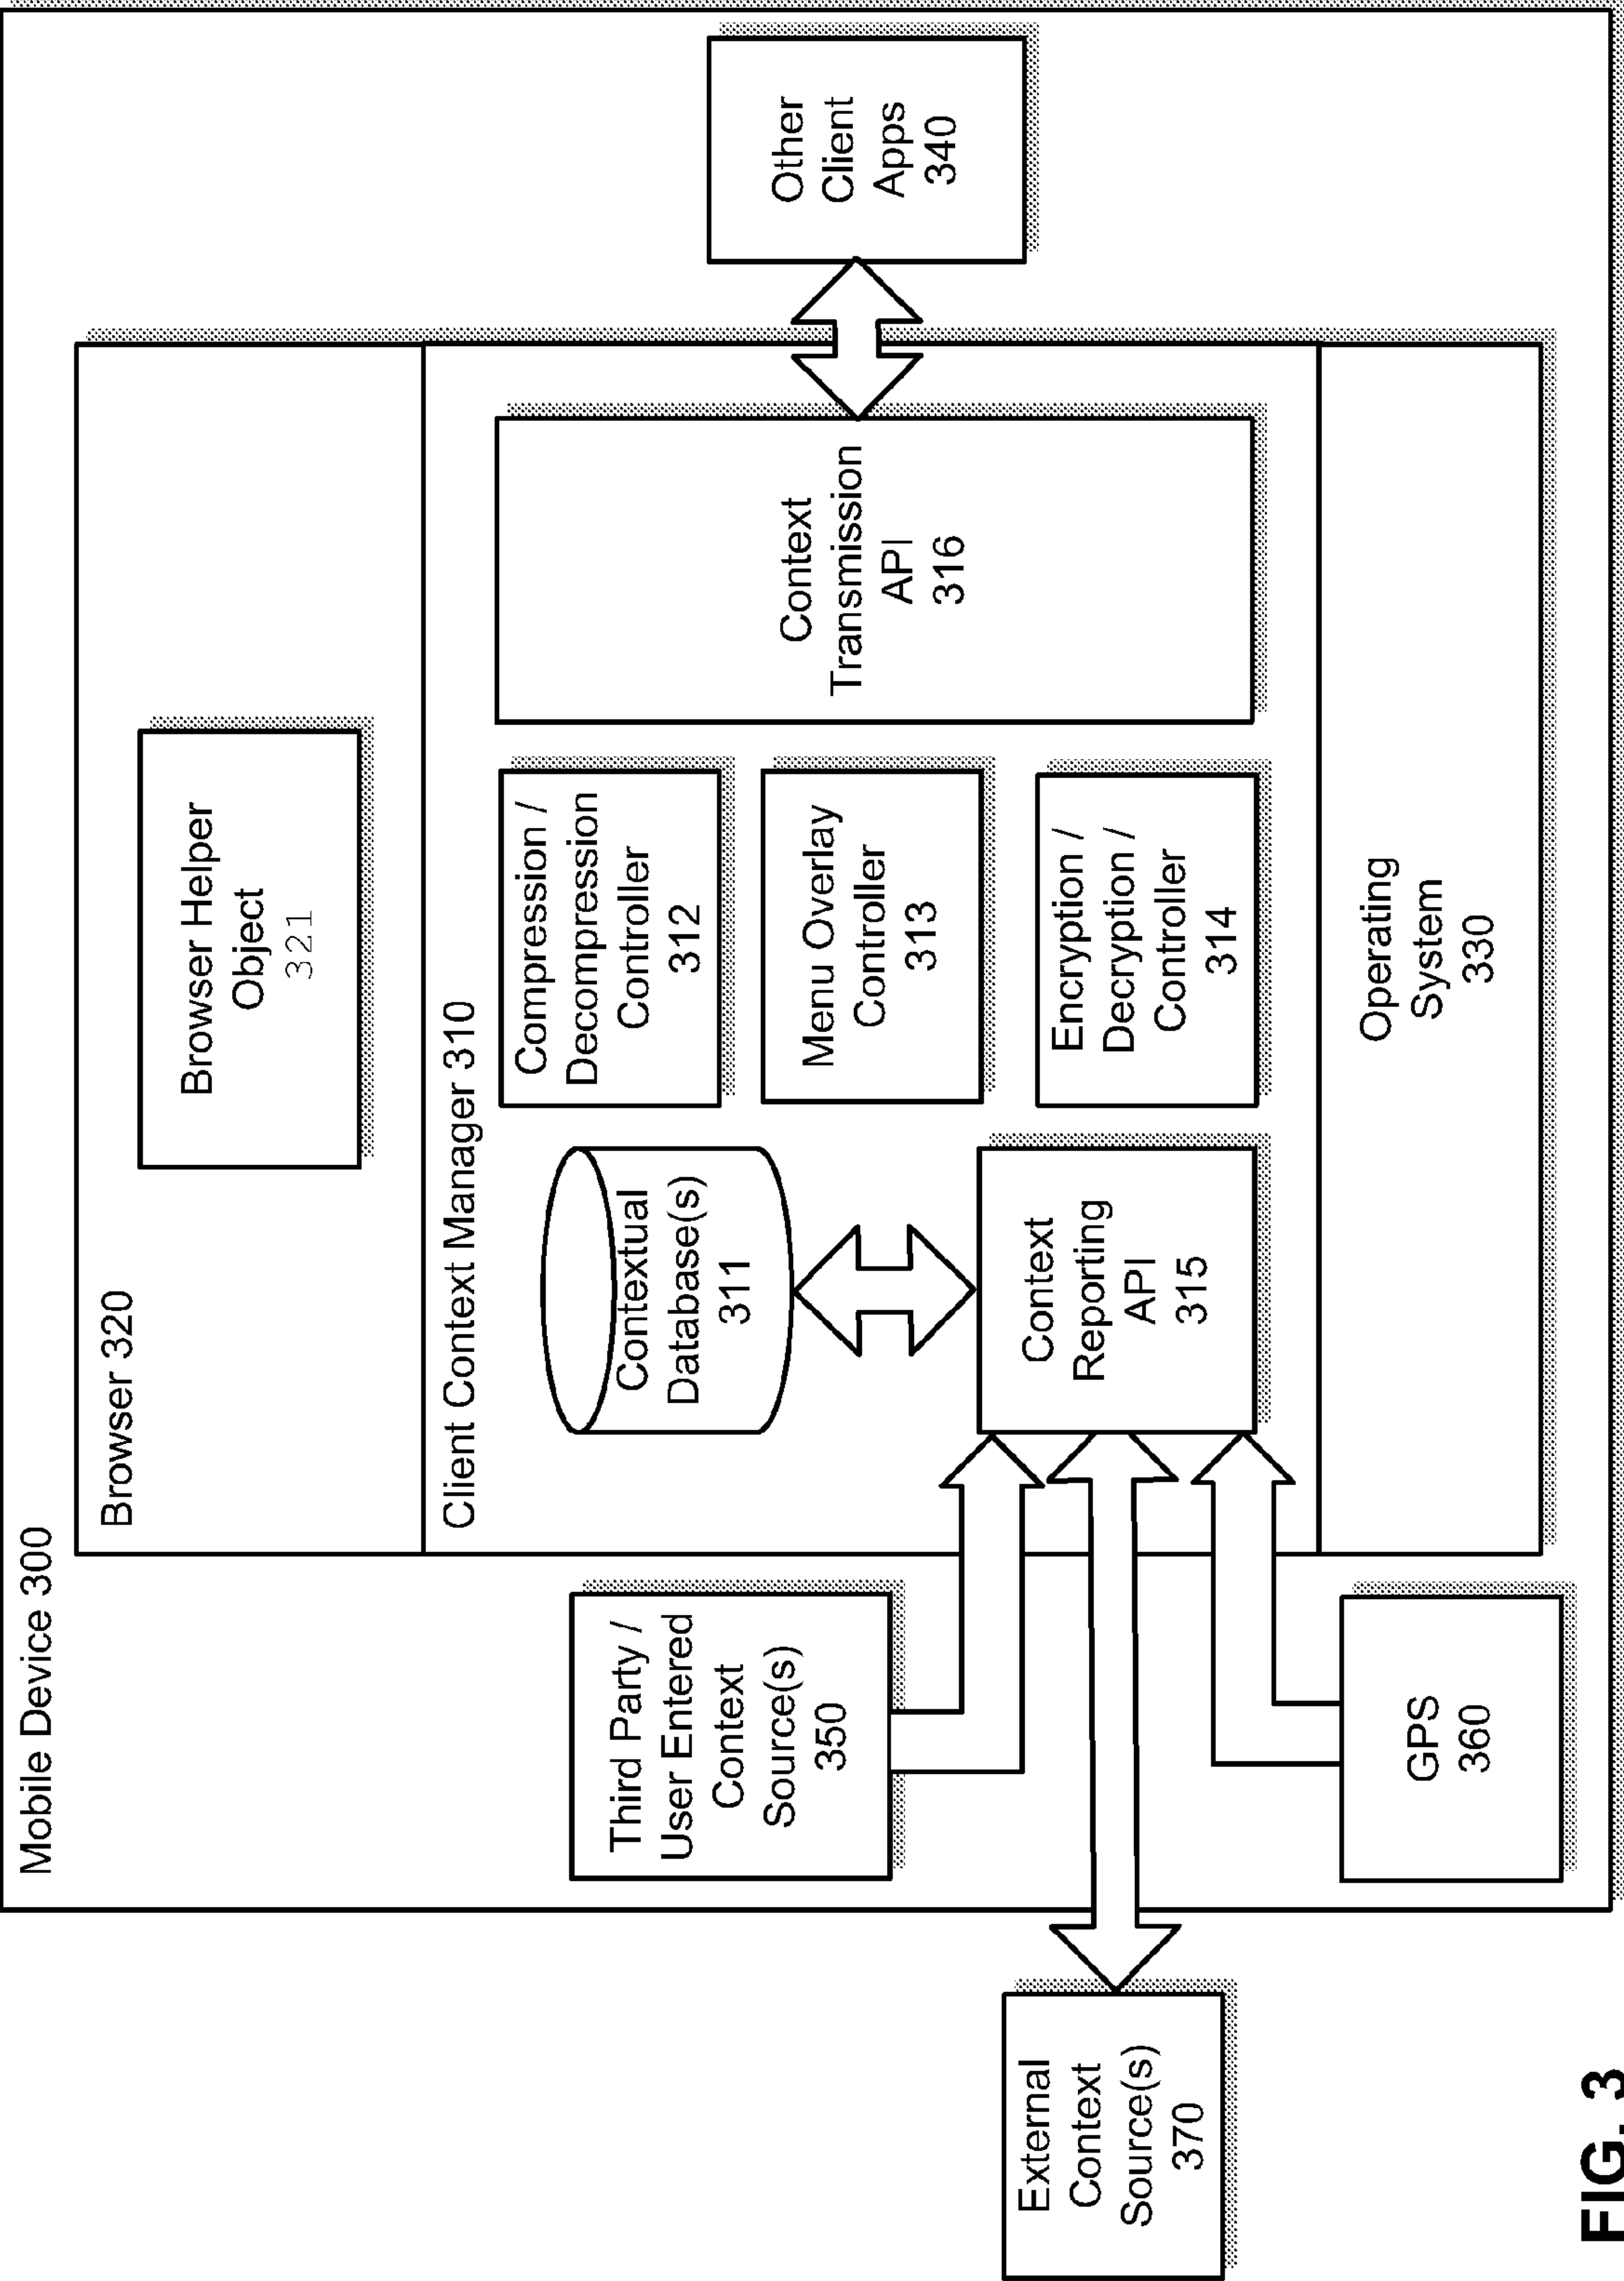 Mobile Device 300
Browser 320
Browser Helper
Object
321
Client Context Manager 310
Contextual
Database(s)
311
Compression /
Decompression
Controller
312
Menu Overlay
Controller
313
Encryption /
Decryption /
Controller
314
Context
Reporting
API
315
Context
Transmission
API
316
Operating
System
330
Other
Client
Apps
340
Third Party /
User Entered
Context
Source(s)
350
GPS
360
External
Context
Source(s)
370
FIG. 3